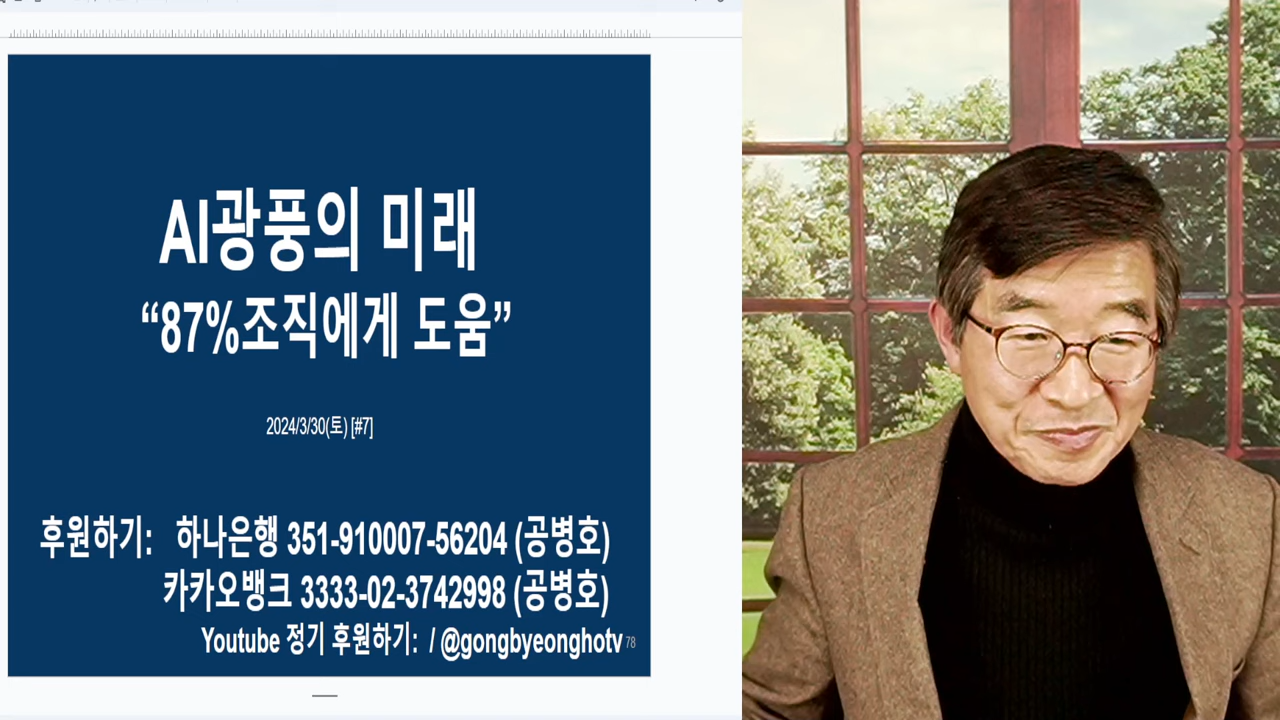 AI광풍의 미래
“87%조직에게 도움”
2024/3/30(토) [#7]
후원하기: 하나은행 351-910007-56204 (공병호)
카카오뱅크 3333-02-3742998 (공병호)
Youtube 정기 후원하기: / @gongbyeonghotv 78